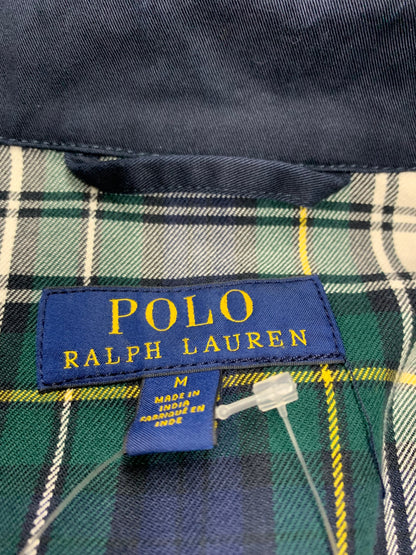 POLO
RALPH LAUREN
M
MADE IN
INDIA
FABRIQUÉ EN
INDE